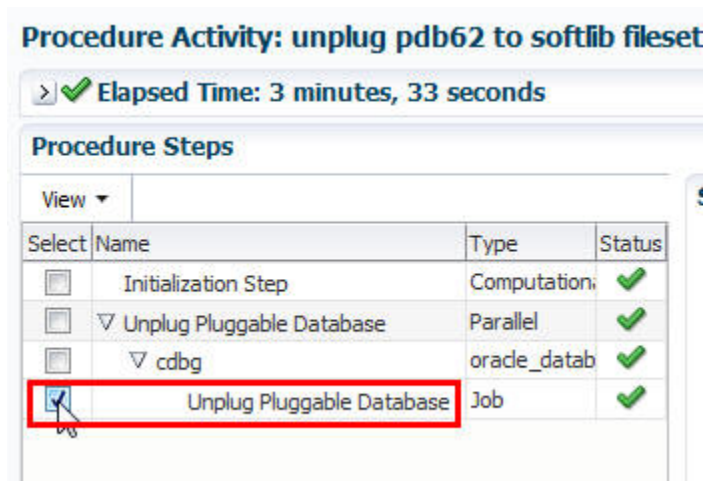 Procedure Activity: unplug pdb62 to softlib fileset
Elapsed Time: 3 minutes, 33 seconds
Procedure Steps
View
Select Name Type Status
Initialization Step Computation
Unplug Pluggable Database Parallel
cdbg oracle_datab
Unplug Pluggable Database Job